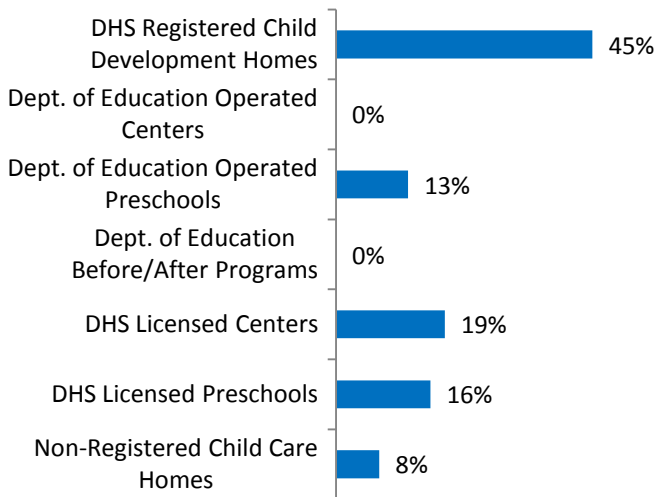 DHS Registered Child
Development Homes
45%
Dept. of Education Operated
Centers
0%
Dept. of Education Operated
Preschools
13%
Dept. of Education
Before/After Programs
0%
DHS Licensed Centers
19%
DHS Licensed Preschools
16%
Non-Registered Child Care
Homes
8%